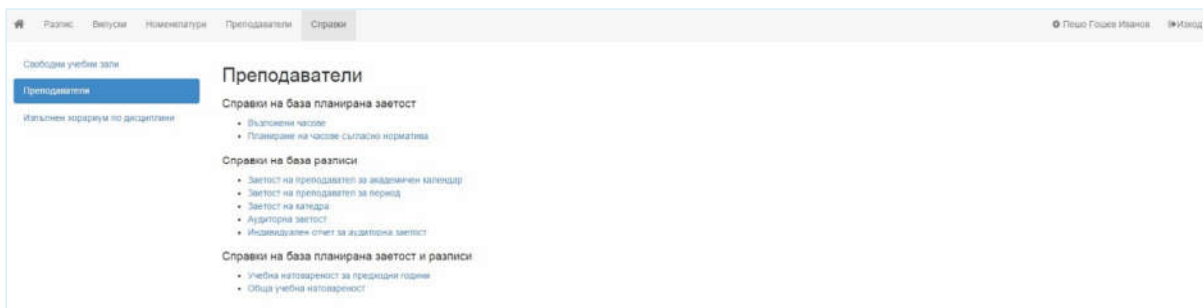 Разпис Випуски Номенклатури Преподаватели Справки Пешо Гошев Иванов Изход
Свободни учебни зали
Преподаватели
Изпълнен хорариум по дисциплини
Преподаватели
Справки на база планирана заетост
Възложени часове
Планиране на часове съгласно норматива
Справки на база разписи
Заетост на преподавател за академичен календар
Заетост на преподавател за период
Заетост на катедра
Аудиторна заетост
Индивидуален отчет за аудиторна заетост
Справки на база планирана заетост и разписи
Учебна натовареност за предходни години
Обща учебна натовареност